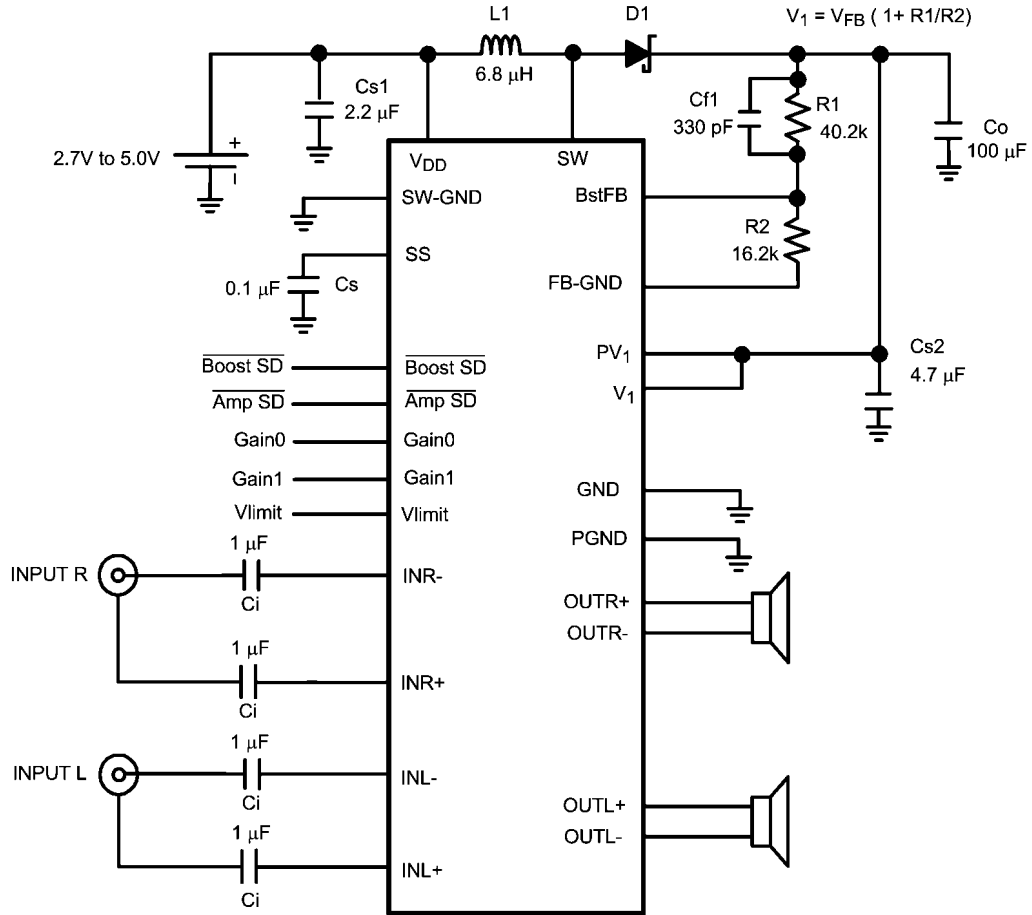 L1
D1
V1 = VFB ( 1+ R1/R2)
6.8 μH
Cs1
2.2 μF
Cf1
330 pF
R1
40.2k
Co
100 μF
2.7V to 5.0V
+
VDD
SW
SW-GND
BstFB
R2
16.2k
SS
0.1 μF
Cs
FB-GND
Boost SD
Boost SD
PV1
Cs2
4.7 μF
Amp SD
Amp SD
V1
Gain0
Gain0
Gain1
Gain1
GND
Vlimit
Vlimit
PGND
1 μF
INPUT R
INR-
Ci
OUTR+
OUTR-
1 μF
INR+
Ci
1 μF
INPUT L
INL-
Ci
OUTL+
OUTL-
1 μF
INL+
Ci